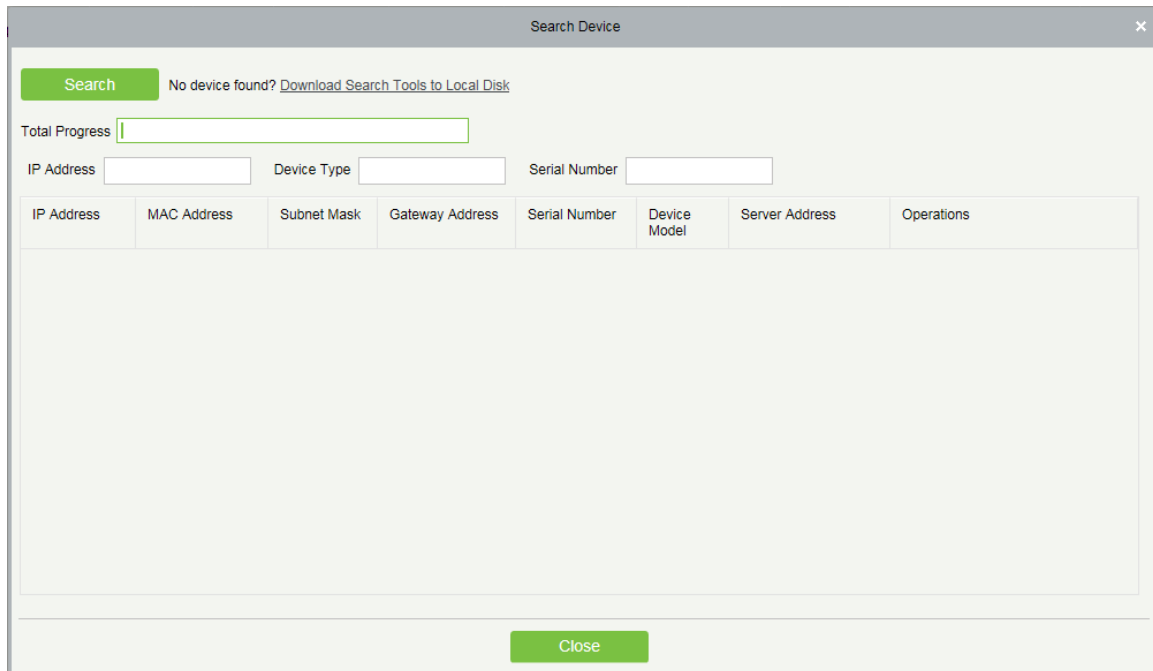 Search Device
Search No device found? Download Search Tools to Local Disk
Total Progress
IP Address Device Type Serial Number
IP Address MAC Address Subnet Mask Gateway Address Serial Number Device Model Server Address Operations
Close